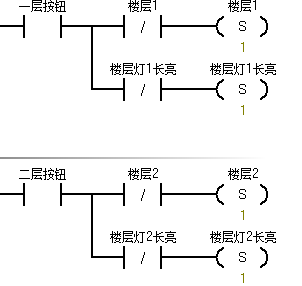 一层按钮 楼层1 楼层1
/ S
1
楼层灯1长亮 楼层灯1长亮
/ S
1
二层按钮 楼层2 楼层2
/ S
1
楼层灯2长亮 楼层灯2长亮
/ S
1